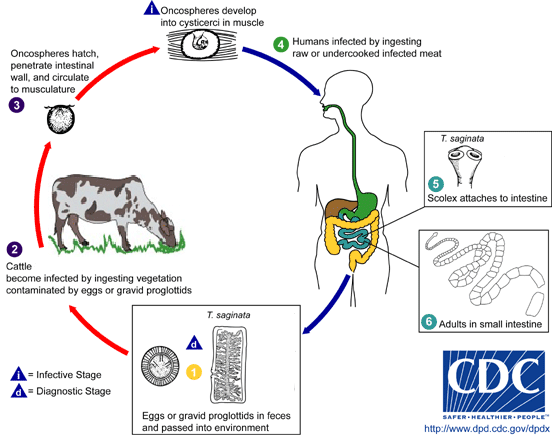 i
Oncospheres develop
into cysticerci in muscle
4
Humans infected by ingesting
raw or undercooked infected meat
Oncospheres hatch,
penetrate intestinal
wall, and circulate
to musculature
3
T. saginata
5
Scolex attaches to intestine
2
Cattle
become infected by ingesting vegetation
contaminated by eggs or gravid proglottids
6
Adults in small intestine
T. saginata
d
1
Eggs or gravid proglottids in feces
and passed into environment
i = Infective Stage
d = Diagnostic Stage
CDC
SAFER • HEALTHIER • PEOPLE™
http://www.dpd.cdc.gov/dpdx